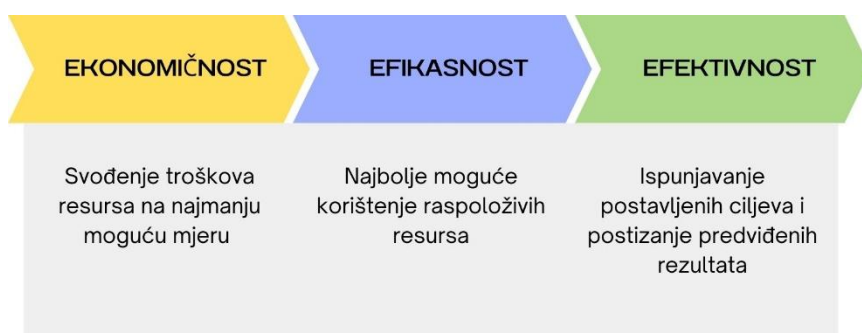 EKONOMIČNOST
EFIKASNOST
EFEKTIVNOST
Svođenje troškova
resursa na najmanju
moguću mjeru
Najbolje moguće
korištenje raspoloživih
resursa
Ispunjavanje
postavljenih ciljeva i
postizanje predviđenih
rezultata